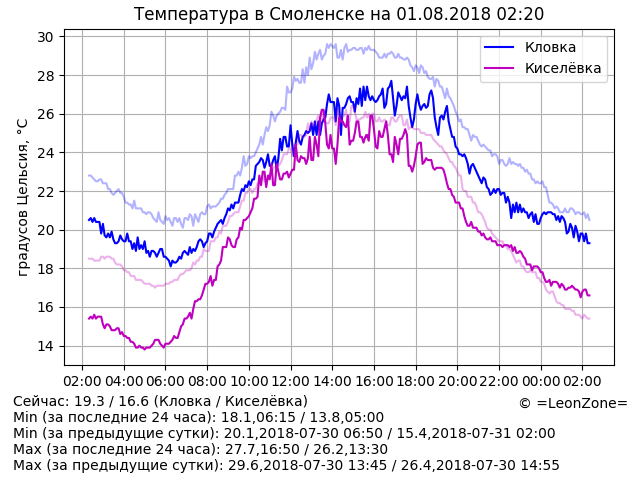 Температура в Смоленске на 01.08.2018 02:20
градусов Цельсия, °C
30
28
26
24
22
20
18
16
14
Кловка
Киселёвка
02:00 04:00 06:00 08:00 10:00 12:00 14:00 16:00 18:00 20:00 22:00 00:00 02:00
Сейчас: 19.3 / 16.6 (Кловка / Киселёвка)
© =LeonZone=
Min (за последние 24 часа): 18.1,06:15 / 13.8,05:00
Min (за предыдущие сутки): 20.1,2018-07-30 06:50 / 15.4,2018-07-31 02:00
Max (за последние 24 часа): 27.7,16:50 / 26.2,13:30
Max (за предыдущие сутки): 29.6,2018-07-30 13:45 / 26.4,2018-07-30 14:55